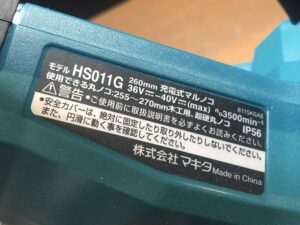 モデル HS011G 260mm 充電式マルノコ
36V⎓ 40V⎓(max) n₀3500min⁻¹
使用できる丸ノコ:255~270mm木工用、超硬丸ノコ IP56
⚠警告 •ご使用前に取扱説明書を必ずよくお読みください。
•安全カバーは、絶対に固定したり取り外したりしないでください。
また、円滑に動く事を確認してください。
株式会社マキタ Made in China